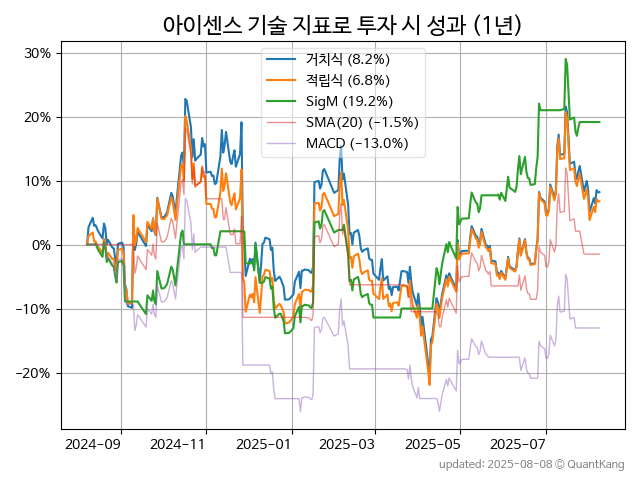 아이센스 기술 지표로 투자 시 성과 (1년)
거치식 (8.2%)
적립식 (6.8%)
SigM (19.2%)
SMA(20) (−1.5%)
MACD (−13.0%)
30%
20%
10%
0%
−10%
−20%
2024-09
2024-11
2025-01
2025-03
2025-05
2025-07
updated: 2025-08-08 © QuantKang